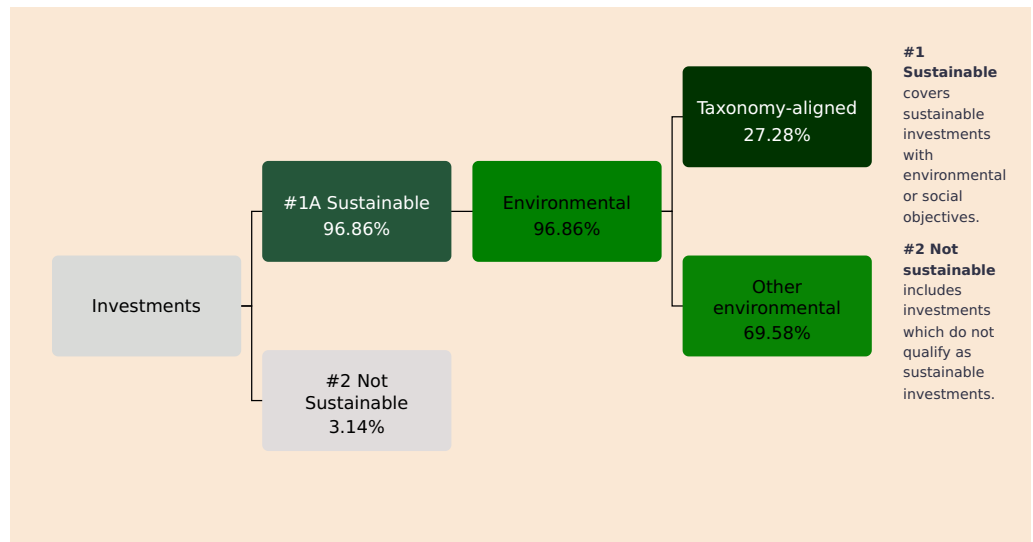 Investments
#1A Sustainable
96.86%
#2 Not
Sustainable
3.14%
Environmental
96.86%
Taxonomy-aligned
27.28%
Other
environmental
69.58%
#1
Sustainable
covers
sustainable
investments
with
environmental
or social
objectives.
#2 Not
sustainable
includes
investments
which do not
qualify as
sustainable
investments.